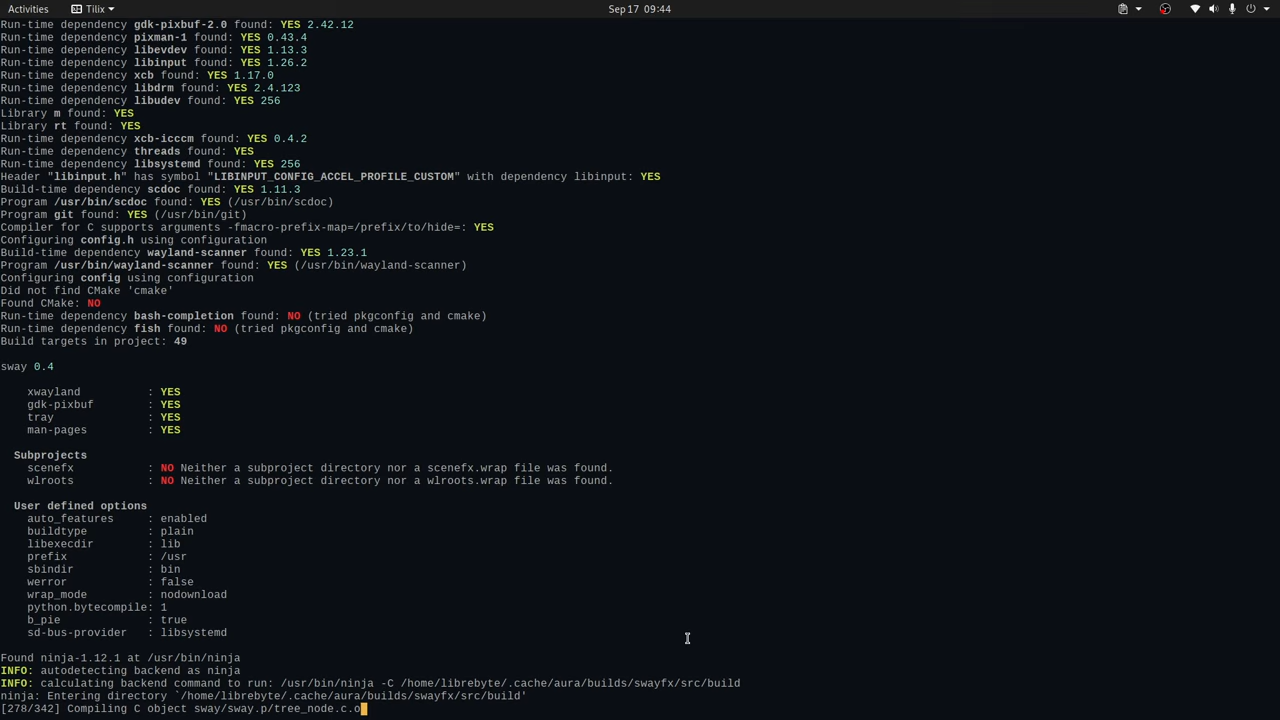 Activities Tilix Sep 17 09:44
Run-time dependency gdk-pixbuf-2.0 found: YES 2.42.12
Run-time dependency pixman-1 found: YES 0.43.4
Run-time dependency libevdev found: YES 1.13.3
Run-time dependency libinput found: YES 1.26.2
Run-time dependency xcb found: YES 1.17.0
Run-time dependency libdrm found: YES 2.4.123
Run-time dependency libudev found: YES 256
Library m found: YES
Library rt found: YES
Run-time dependency xcb-icccm found: YES 0.4.2
Run-time dependency threads found: YES
Run-time dependency libsystemd found: YES 256
Header "libinput.h" has symbol "LIBINPUT_CONFIG_ACCEL_PROFILE_CUSTOM" with dependency libinput: YES
Build-time dependency scdoc found: YES 1.11.3
Program /usr/bin/scdoc found: YES (/usr/bin/scdoc)
Program git found: YES (/usr/bin/git)
Compiler for C supports arguments -fmacro-prefix-map=/prefix/to/hide=: YES
Configuring config.h using configuration
Build-time dependency wayland-scanner found: YES 1.23.1
Program /usr/bin/wayland-scanner found: YES (/usr/bin/wayland-scanner)
Configuring config using configuration
Did not find CMake 'cmake'
Found CMake: NO
Run-time dependency bash-completion found: NO (tried pkgconfig and cmake)
Run-time dependency fish found: NO (tried pkgconfig and cmake)
Build targets in project: 49
sway 0.4
xwayland : YES
gdk-pixbuf : YES
tray : YES
man-pages : YES
Subprojects
scenefx : NO Neither a subproject directory nor a scenefx.wrap file was found.
wlroots : NO Neither a subproject directory nor a wlroots.wrap file was found.
User defined options
auto_features : enabled
buildtype : plain
libexecdir : lib
prefix : /usr
sbindir : bin
werror : false
wrap_mode : nodownload
python.bytecompile: 1
b_pie : true
sd-bus-provider : libsystemd
Found ninja-1.12.1 at /usr/bin/ninja
INFO: autodetecting backend as ninja
INFO: calculating backend command to run: /usr/bin/ninja -C /home/librebyte/.cache/aura/builds/swayfx/src/build
ninja: Entering directory `/home/librebyte/.cache/aura/builds/swayfx/src/build'
[278/342] Compiling C object sway/sway.p/tree_node.c.o